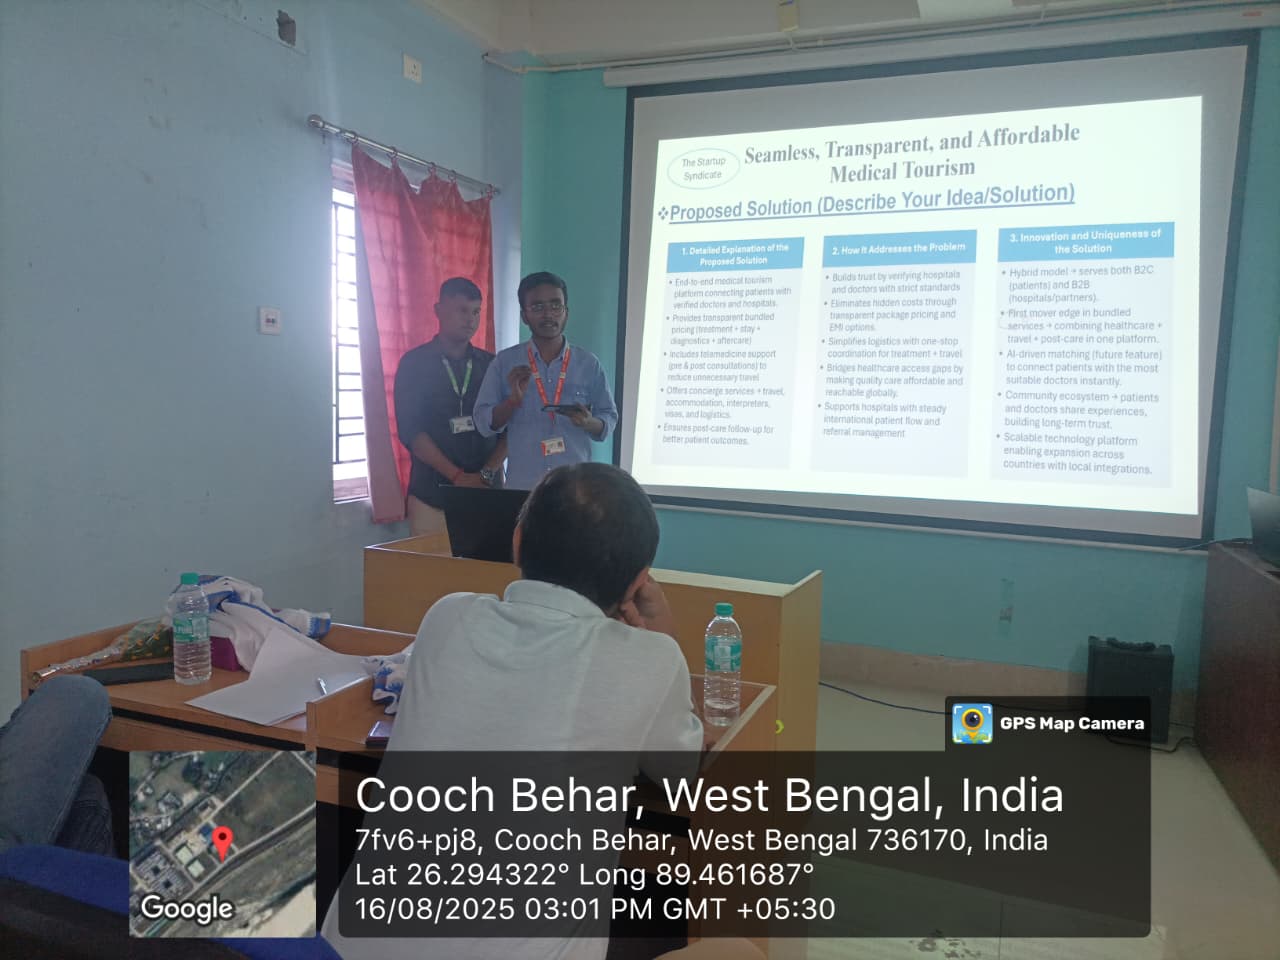 The Startup
Syndicate
Seamless, Transparent, and Affordable
Medical Tourism
❖Proposed Solution (Describe Your Idea/Solution)
1. Detailed Explanation of the
Proposed Solution
• End-to-end medical tourism
platform connecting patients with
verified doctors and hospitals.
• Provides transparent bundled
pricing (treatment + stay +
diagnostics + aftercare)
• Includes telemedicine support
(pre & post consultations) to
reduce unnecessary travel
• Offers concierge services → travel,
accommodation, interpreters,
visas, and logistics.
• Ensures post-care follow-up for
better patient outcomes.
2. How It Addresses the Problem
• Builds trust by verifying hospitals
and doctors with strict standards
• Eliminates hidden costs through
transparent package pricing and
EMI options.
• Simplifies logistics with one-stop
coordination for treatment + travel
• Bridges healthcare access gaps by
making quality care affordable and
reachable globally.
• Supports hospitals with steady
international patient flow and
referral management
3. Innovation and Uniqueness of
the Solution
• Hybrid model → serves both B2C
(patients) and B2B
(hospitals/partners).
• First mover edge in bundled
services → combining healthcare +
travel + post-care in one platform.
• AI-driven matching (future feature)
to connect patients with the most
suitable doctors instantly.
• Community ecosystem → patients
and doctors share experiences,
building long-term trust.
• Scalable technology platform
enabling expansion across
countries with local integrations.
GPS Map Camera
Cooch Behar, West Bengal, India
7fv6+pj8, Cooch Behar, West Bengal 736170, India
Lat 26.294322° Long 89.461687°
16/08/2025 03:01 PM GMT +05:30
Google